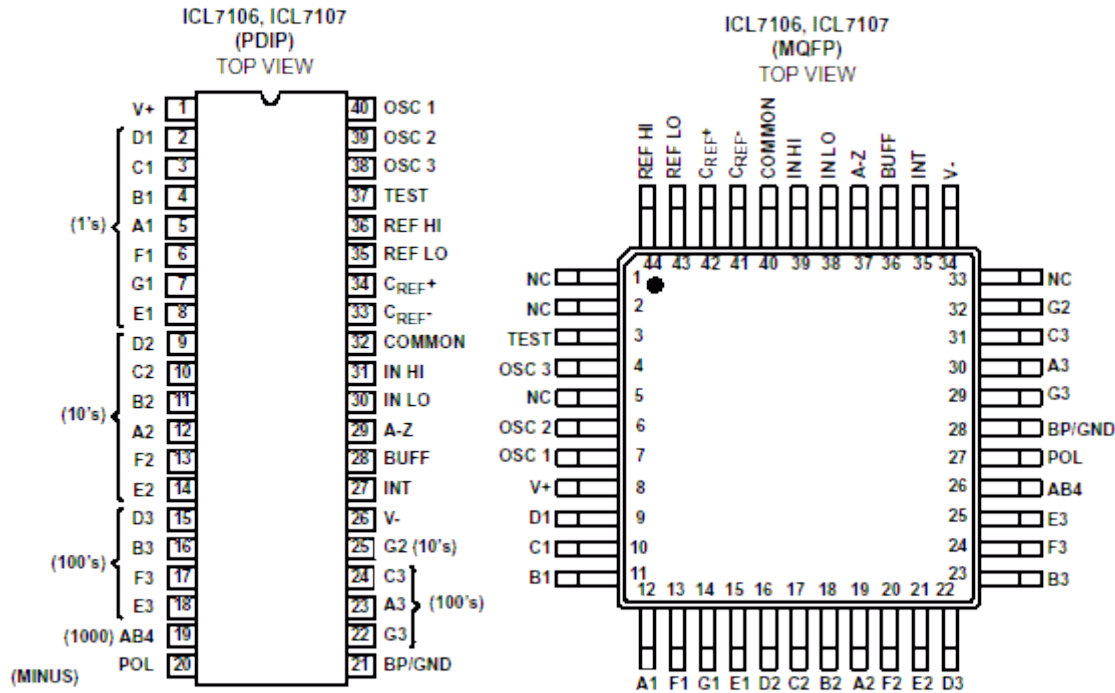 ICL7106, ICL7107
(PDIP)
TOP VIEW
V+ 1 40 OSC 1
D1 2 39 OSC 2
C1 3 38 OSC 3
B1 4 37 TEST
(1's) A1 5 36 REF HI
F1 6 35 REF LO
G1 7 34 CREF+
E1 8 33 CREF-
D2 9 32 COMMON
C2 10 31 IN HI
B2 11 30 IN LO
(10's) A2 12 29 A-Z
F2 13 28 BUFF
E2 14 27 INT
D3 15 26 V-
B3 16 25 G2 (10's)
(100's) F3 17 24 C3
E3 18 23 A3 (100's)
(1000) AB4 19 22 G3
(MINUS) POL 20 21 BP/GND
ICL7106, ICL7107
(MQFP)
TOP VIEW
REF HI REF LO CREF+ CREF- COMMON IN HI IN LO A-Z BUFF INT V-
44 43 42 41 40 39 38 37 36 35 34
NC 1 33 NC
NC 2 32 G2
TEST 3 31 C3
OSC 3 4 30 A3
NC 5 29 G3
OSC 2 6 28 BP/GND
OSC 1 7 27 POL
V+ 8 26 AB4
D1 9 25 E3
C1 10 24 F3
B1 11 23 B3
12 13 14 15 16 17 18 19 20 21 22
A1 F1 G1 E1 D2 C2 B2 A2 F2 E2 D3